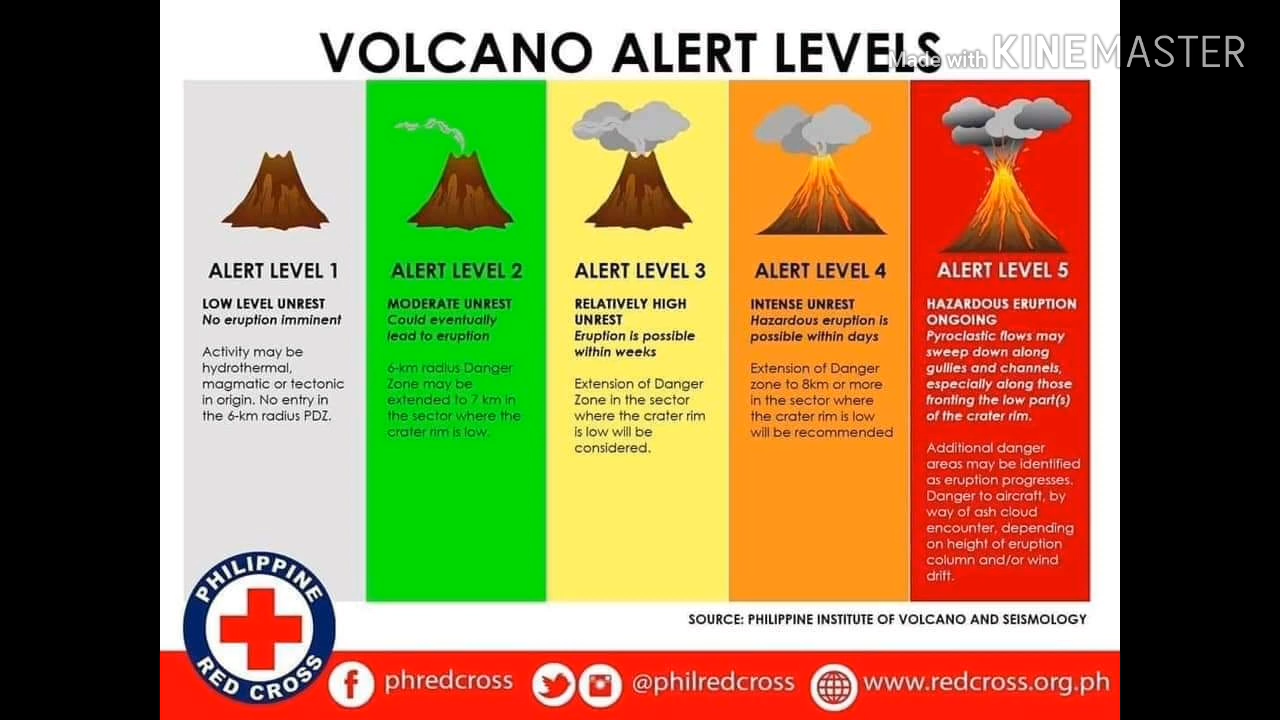 VOLCANO ALERT LEVELS
Made with KINEMASTER
ALERT LEVEL 1
LOW LEVEL UNREST
No eruption imminent
Activity may be
hydrothermal,
magmatic or tectonic
in origin. No entry in
the 6-km radius PDZ.
ALERT LEVEL 2
MODERATE UNREST
Could eventually
lead to eruption
6-km radius Danger
Zone may be
extended to 7 km in
the sector where the
crater rim is low.
ALERT LEVEL 3
RELATIVELY HIGH
UNREST
Eruption is possible
within weeks
Extension of Danger
Zone in the sector
where the crater rim
is low will be
considered.
ALERT LEVEL 4
INTENSE UNREST
Hazardous eruption is
possible within days
Extension of Danger
zone to 8km or more
in the sector where
the crater rim is low
will be recommended
ALERT LEVEL 5
HAZARDOUS ERUPTION
ONGOING
Pyroclastic flows may
sweep down along
gullies and channels,
especially along those
fronting the low part(s)
of the crater rim.
Additional danger
areas may be identified
as eruption progresses.
Danger to aircraft, by
way of ash cloud
encounter, depending
on height of eruption
column and/or wind
drift.
SOURCE: PHILIPPINE INSTITUTE OF VOLCANO AND SEISMOLOGY
PHILIPPINE
RED CROSS
phredcross
@philredcross
www.redcross.org.ph